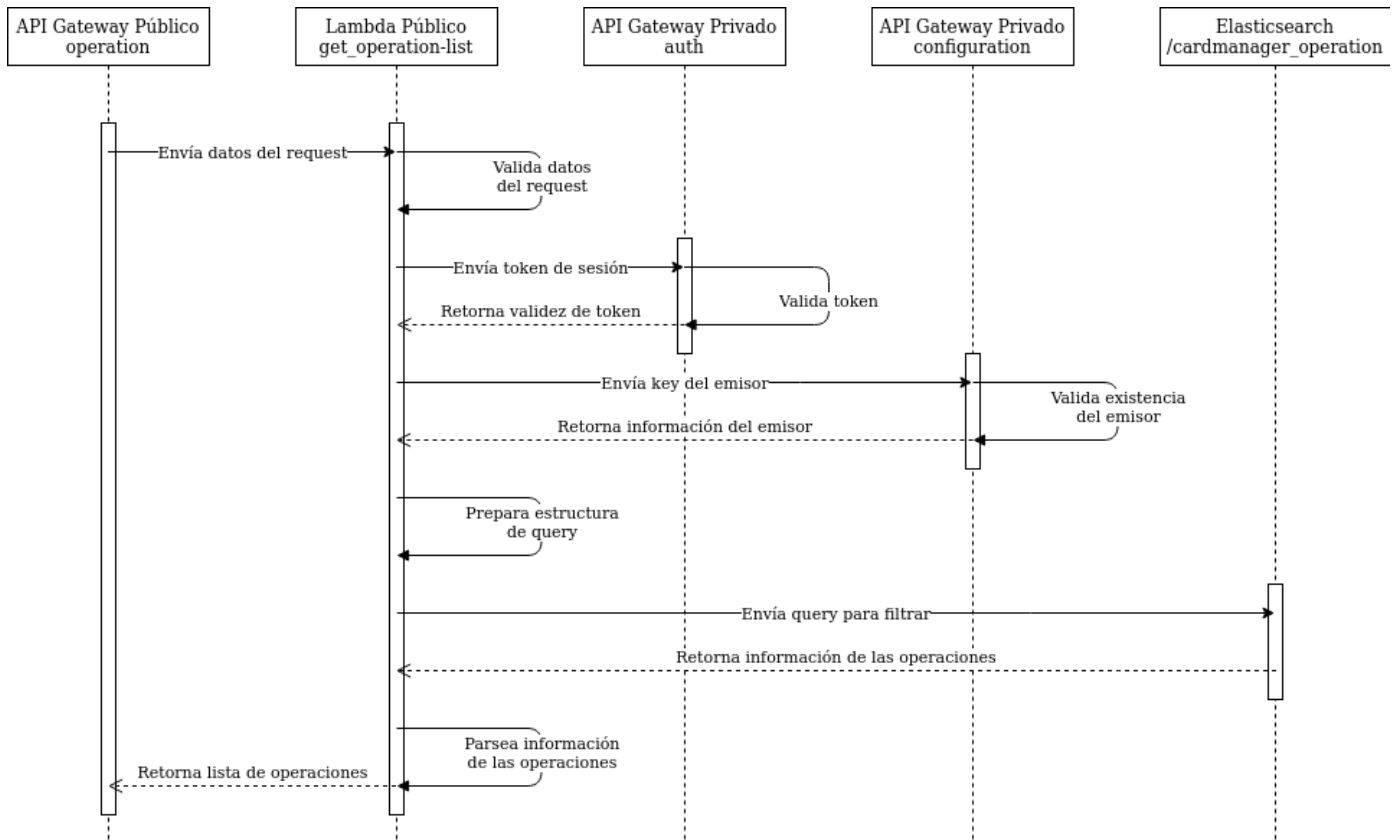 API Gateway Público
operation
Lambda Público
get_operation-list
API Gateway Privado
auth
API Gateway Privado
configuration
Elasticsearch
/cardmanager_operation
Envía datos del request
Valida datos
del request
Envía token de sesión
Valida token
Retorna validez de token
Envía key del emisor
Valida existencia
del emisor
Retorna información del emisor
Prepara estructura
de query
Envía query para filtrar
Retorna información de las operaciones
Parsea información
de las operaciones
Retorna lista de operaciones